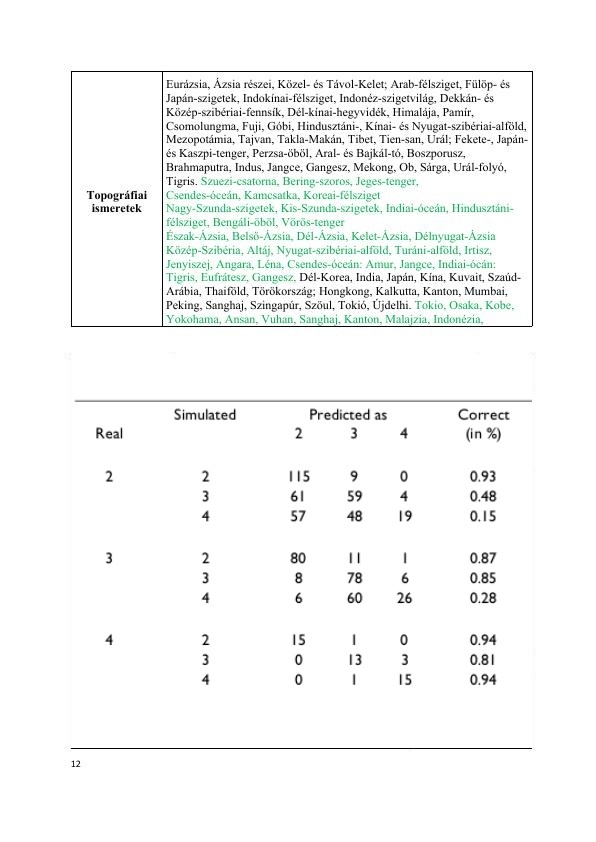 Topográfiai
ismeretek
Eurázsia, Ázsia részei, Közel- és Távol-Kelet; Arab-félsziget, Fülöp- és
Japán-szigetek, Indokínai-félsziget, Indonéz-szigetvilág, Dekkán- és
Közép-szibériai-fennsík, Dél-kínai-hegyvidék, Himalája, Pamír,
Csomolungma, Fuji, Góbi, Hindusztáni-, Kínai- és Nyugat-szibériai-alföld,
Mezopotámia, Tajvan, Takla-Makán, Tibet, Tien-san, Urál; Fekete-, Japán-
és Kaszpi-tenger, Perzsa-öböl, Aral- és Bajkál-tó, Boszporusz,
Brahmaputra, Indus, Jangce, Gangesz, Mekong, Ob, Sárga, Urál-folyó,
Tigris. Szuezi-csatorna, Bering-szoros, Jeges-tenger,
Csendes-óceán, Kamcsatka, Koreai-félsziget
Nagy-Szunda-szigetek, Kis-Szunda-szigetek, Indiai-óceán, Hindusztáni-
félsziget, Bengáli-öböl, Vörös-tenger
Észak-Ázsia, Belső-Ázsia, Dél-Ázsia, Kelet-Ázsia, Délnyugat-Ázsia
Közép-Szibéria, Altáj, Nyugat-szibériai-alföld, Turáni-alföld, Irtisz,
Jenyiszej, Angara, Léna, Csendes-óceán: Amur, Jangce, Indiai-ócán:
Tigris, Eufrátesz, Gangesz. Dél-Korea, India, Japán, Kína, Kuvait, Szaúd-
Arábia, Thaiföld, Törökország; Hongkong, Kalkutta, Kanton, Mumbai,
Peking, Sanghaj, Szingapúr, Szöul, Tokió, Újdelhi. Tokio, Osaka, Kobe,
Yokohama, Ansan, Vuhan, Sanghaj, Kanton, Malajzia, Indonézia,
Simulated Predicted as Correct
Real 2 3 4 (in %)
2 2 115 9 0 0.93
3 61 59 4 0.48
4 57 48 19 0.15
3 2 80 11 1 0.87
3 8 78 6 0.85
4 6 60 26 0.28
4 2 15 1 0 0.94
3 0 13 3 0.81
4 0 1 15 0.94
12